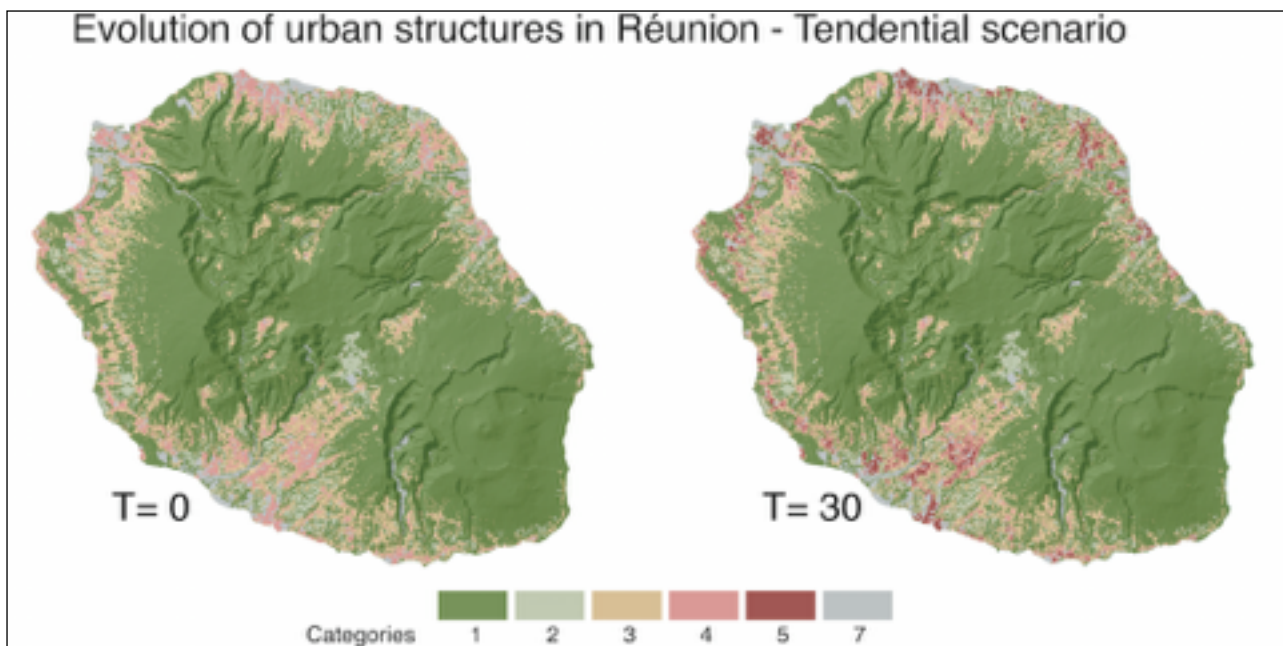 Evolution of urban structures in Réunion - Tendential scenario
T= 0
T= 30
Categories 1 2 3 4 5 7